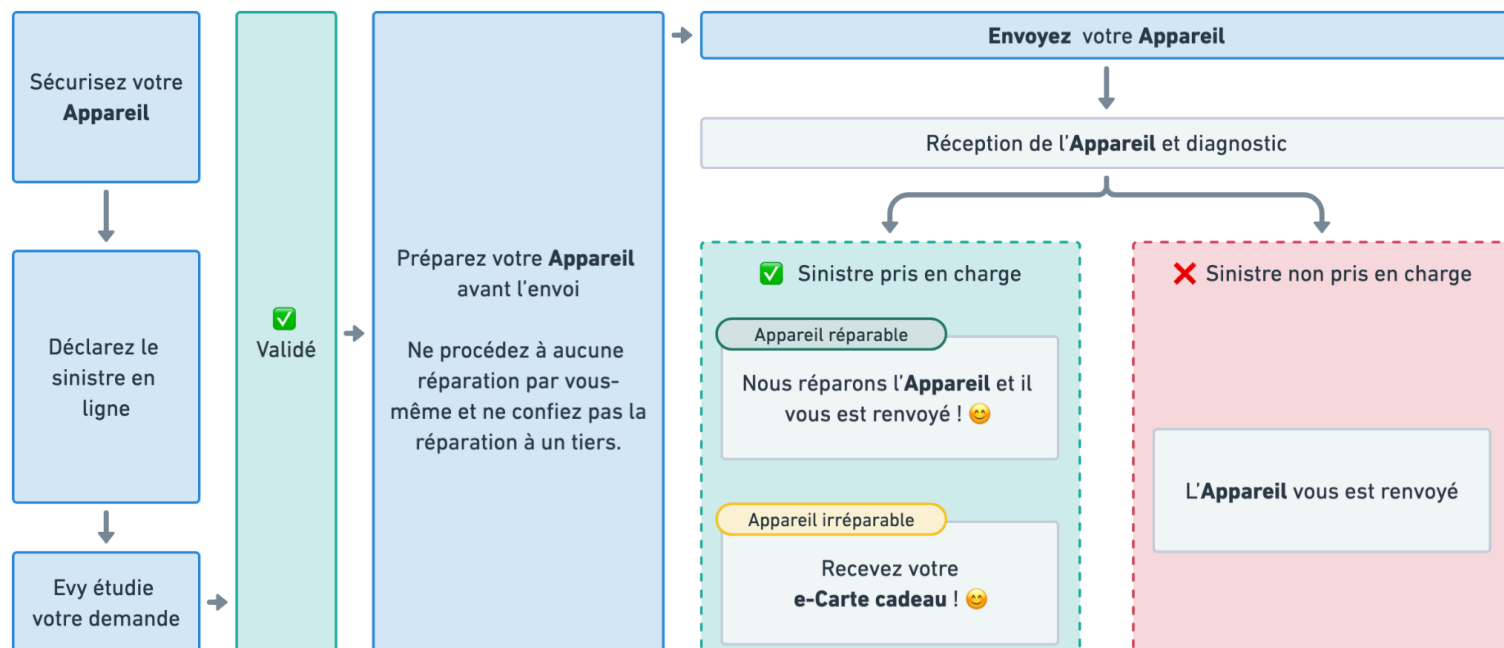 Sécurisez votre
Appareil
Déclarez le
sinistre en
ligne
Evy étudie
votre demande
Validé
Préparez votre Appareil
avant l'envoi
Ne procédez à aucune
réparation par vous-
même et ne confiez pas la
réparation à un tiers.
Envoyez votre Appareil
Réception de l'Appareil et diagnostic
Sinistre pris en charge
Appareil réparable
Nous réparons l'Appareil et il
vous est renvoyé !
Appareil irréparable
Recevez votre
e-Carte cadeau !
Sinistre non pris en charge
L'Appareil vous est renvoyé